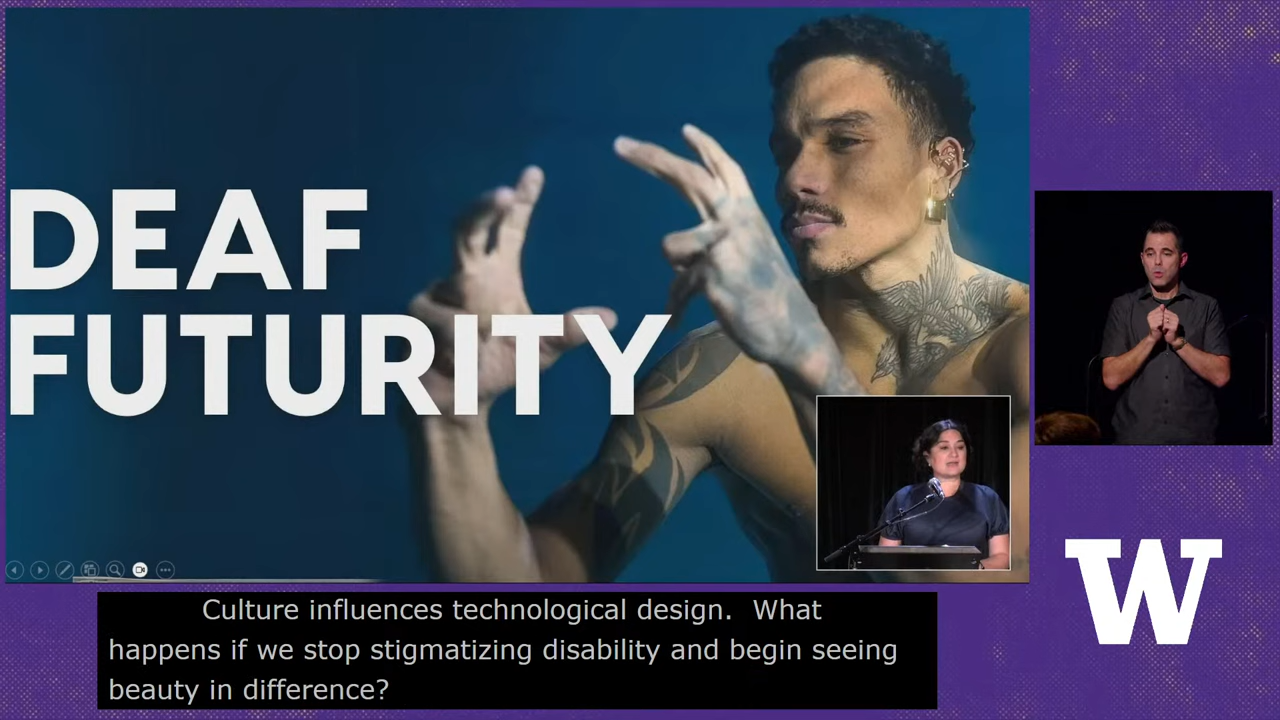 DEAF
FUTURITY
W
Culture influences technological design.  What
happens if we stop stigmatizing disability and begin seeing
beauty in difference?